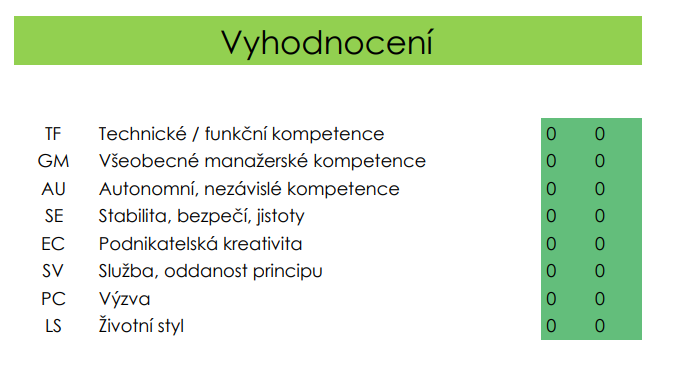 Vyhodnocení
TF Technické / funkční kompetence 0 0
GM Všeobecné manažerské kompetence 0 0
AU Autonomní, nezávislé kompetence 0 0
SE Stabilita, bezpečí, jistoty 0 0
EC Podnikatelská kreativita 0 0
SV Služba, oddanost principu 0 0
PC Výzva 0 0
LS Životní styl 0 0